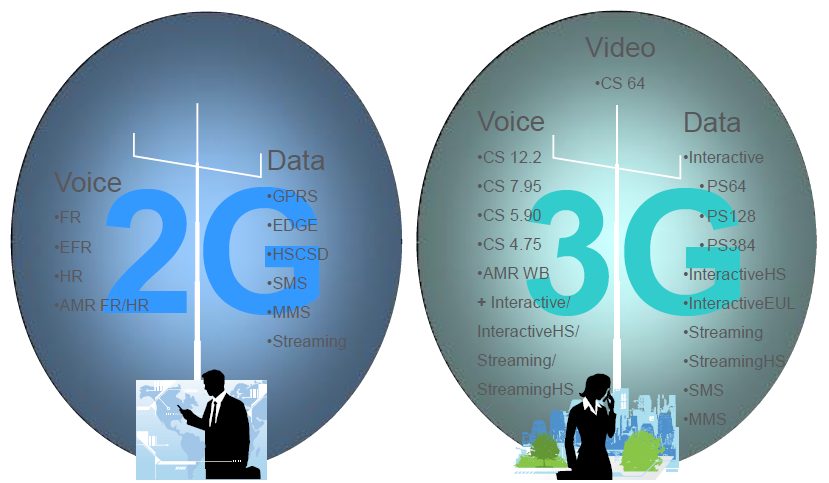 2G
Voice
•FR
•EFR
•HR
•AMR FR/HR
Data
•GPRS
•EDGE
•HSCSD
•SMS
•MMS
•Streaming
3G
Video
•CS 64
Voice
•CS 12.2
•CS 7.95
•CS 5.90
•CS 4.75
•AMR WB
+ Interactive/
InteractiveHS/
Streaming/
StreamingHS
Data
•Interactive
•PS64
•PS128
•PS384
•InteractiveHS
•InteractiveEUL
•Streaming
•StreamingHS
•SMS
•MMS